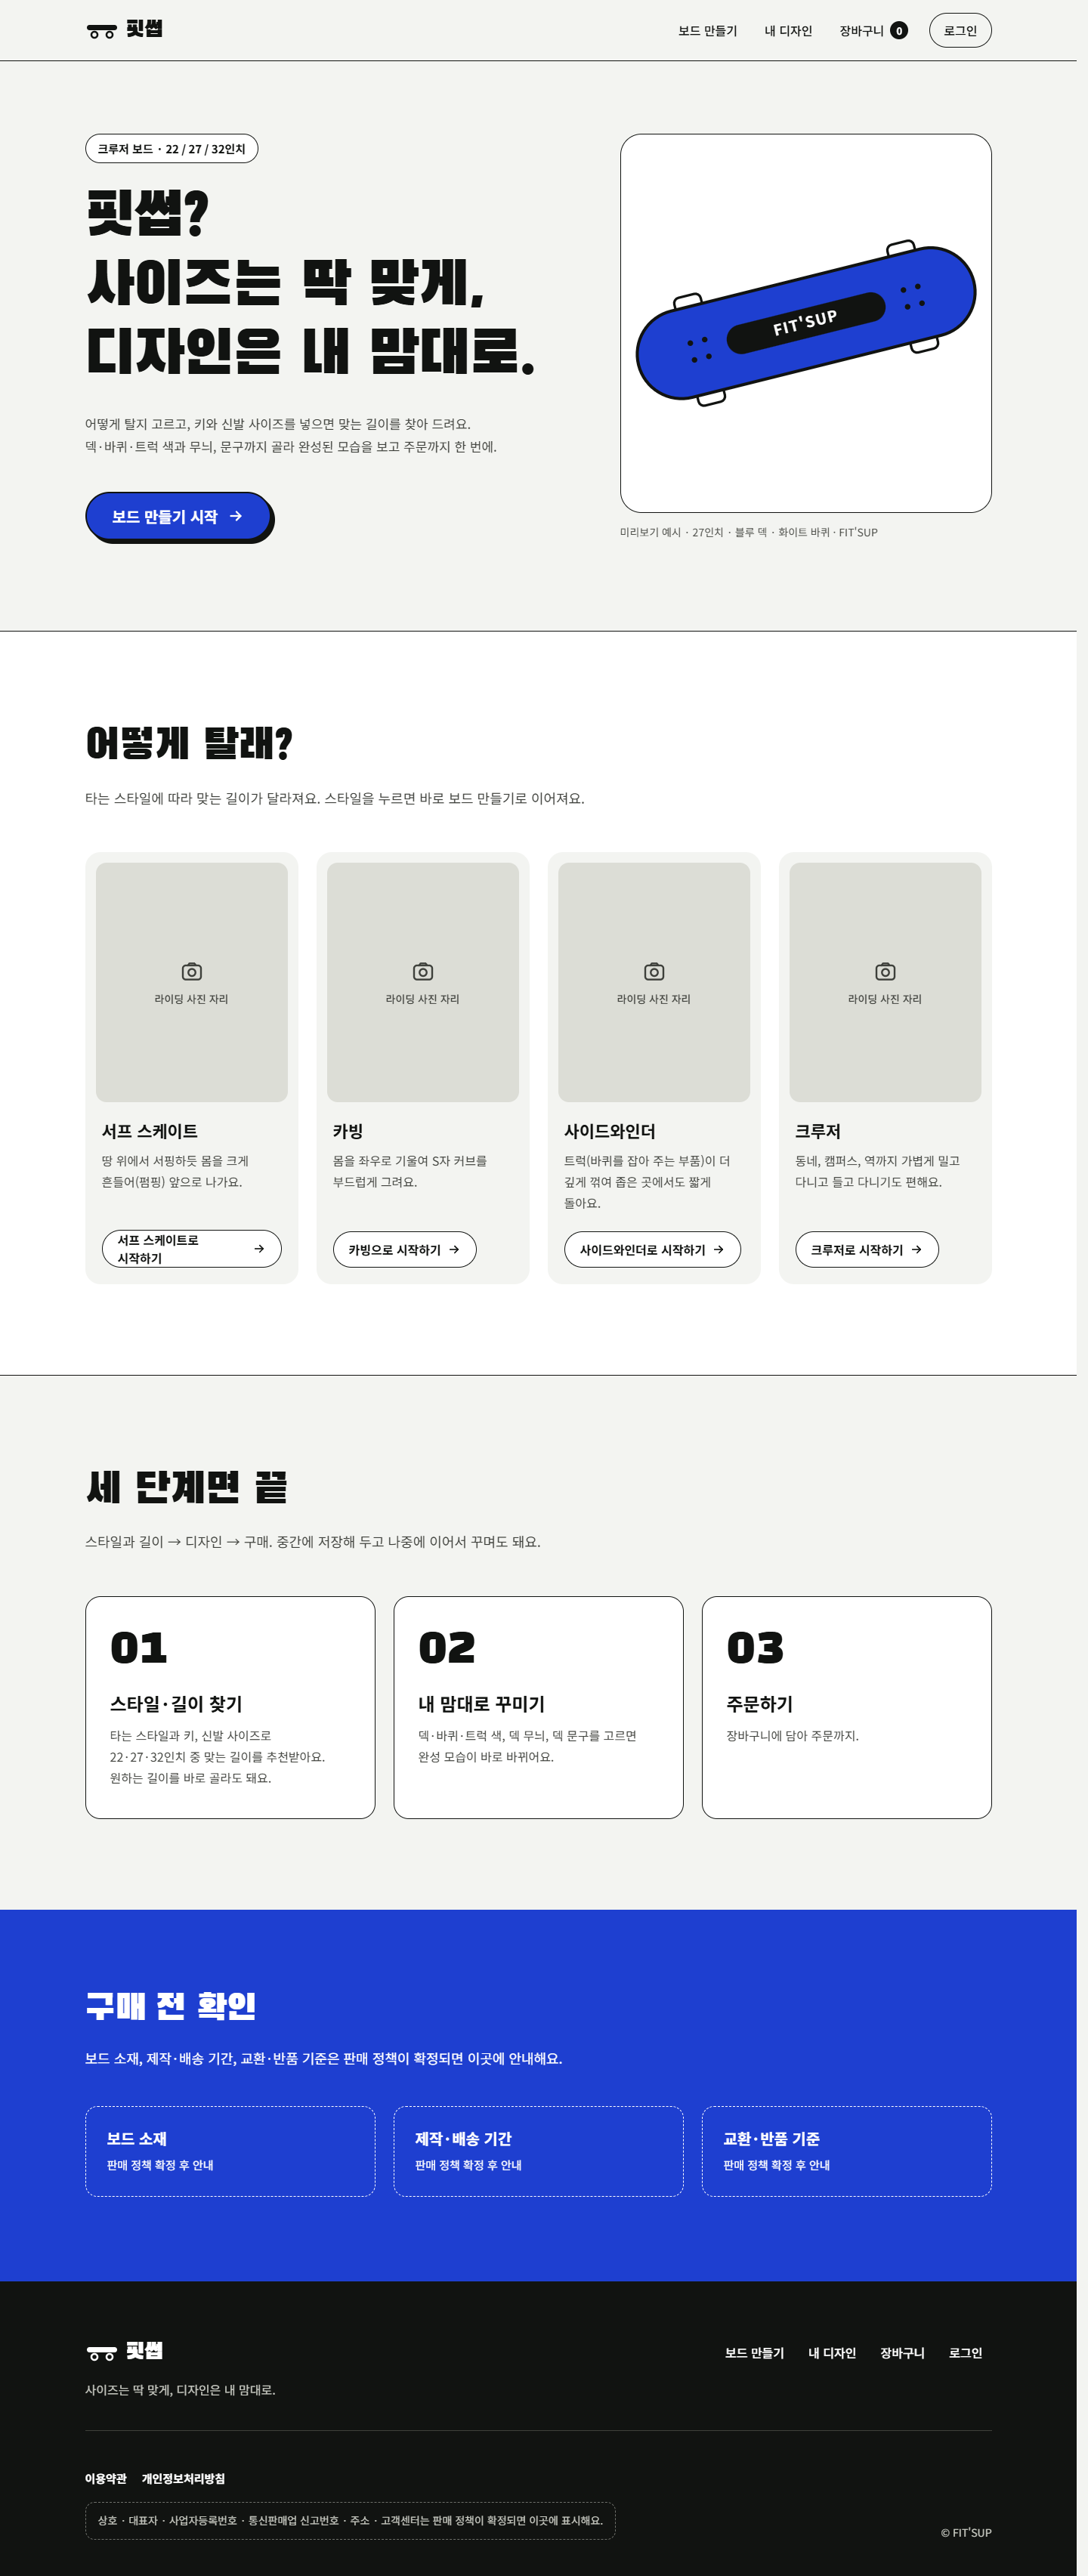 핏썹
보드 만들기
내 디자인
장바구니 0
로그인
크루저 보드 · 22 / 27 / 32인치
핏썹?
사이즈는 딱 맞게,
디자인은 내 맘대로.
어떻게 탈지 고르고, 키와 신발 사이즈를 넣으면 맞는 길이를 찾아 드려요.
덱·바퀴·트럭 색과 무늬, 문구까지 골라 완성된 모습을 보고 주문까지 한 번에.
보드 만들기 시작 →
FIT'SUP
미리보기 예시 · 27인치 · 블루 덱 · 화이트 바퀴 · FIT'SUP
어떻게 탈래?
타는 스타일에 따라 맞는 길이가 달라져요. 스타일을 누르면 바로 보드 만들기로 이어져요.
라이딩 사진 자리
서프 스케이트
땅 위에서 서핑하듯 몸을 크게
흔들어(펌핑) 앞으로 나가요.
서프 스케이트로
시작하기 →
라이딩 사진 자리
카빙
몸을 좌우로 기울여 S자 커브를
부드럽게 그려요.
카빙으로 시작하기 →
라이딩 사진 자리
사이드와인더
트럭(바퀴를 잡아 주는 부품)이 더
깊게 꺾여 좁은 곳에서도 짧게
돌아요.
사이드와인더로 시작하기 →
라이딩 사진 자리
크루저
동네, 캠퍼스, 역까지 가볍게 밀고
다니고 들고 다니기도 편해요.
크루저로 시작하기 →
세 단계면 끝
스타일과 길이 → 디자인 → 구매. 중간에 저장해 두고 나중에 이어서 꾸며도 돼요.
01
스타일·길이 찾기
타는 스타일과 키, 신발 사이즈로
22·27·32인치 중 맞는 길이를 추천받아요.
원하는 길이를 바로 골라도 돼요.
02
내 맘대로 꾸미기
덱·바퀴·트럭 색, 덱 무늬, 덱 문구를 고르면
완성 모습이 바로 바뀌어요.
03
주문하기
장바구니에 담아 주문까지.
구매 전 확인
보드 소재, 제작·배송 기간, 교환·반품 기준은 판매 정책이 확정되면 이곳에 안내해요.
보드 소재
판매 정책 확정 후 안내
제작·배송 기간
판매 정책 확정 후 안내
교환·반품 기준
판매 정책 확정 후 안내
핏썹
사이즈는 딱 맞게, 디자인은 내 맘대로.
보드 만들기
내 디자인
장바구니
로그인
이용약관
개인정보처리방침
상호 · 대표자 · 사업자등록번호 · 통신판매업 신고번호 · 주소 · 고객센터는 판매 정책이 확정되면 이곳에 표시해요.
© FIT'SUP